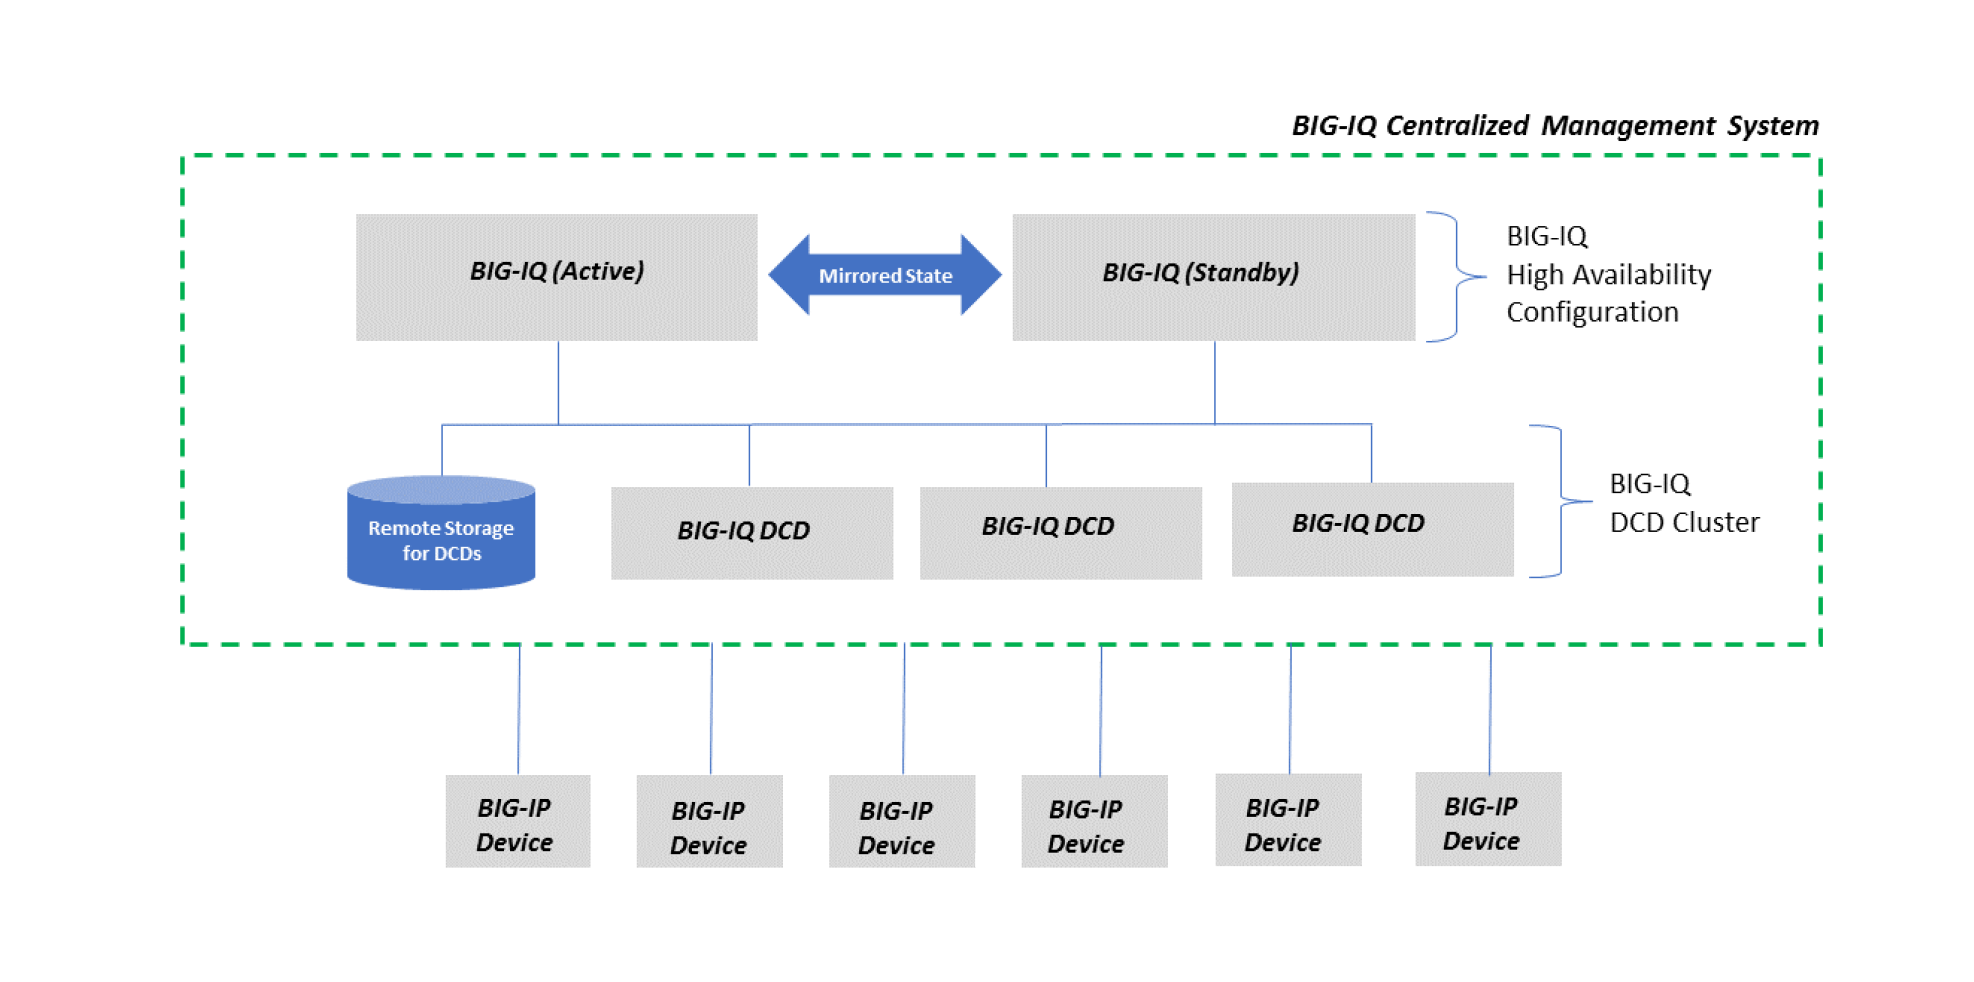 BIG-IQ Centralized Management System
BIG-IQ (Active)
Mirrored State
BIG-IQ (Standby)
BIG-IQ
High Availability
Configuration
Remote Storage
for DCDs
BIG-IQ DCD
BIG-IQ DCD
BIG-IQ DCD
BIG-IQ
DCD Cluster
BIG-IP
Device
BIG-IP
Device
BIG-IP
Device
BIG-IP
Device
BIG-IP
Device
BIG-IP
Device